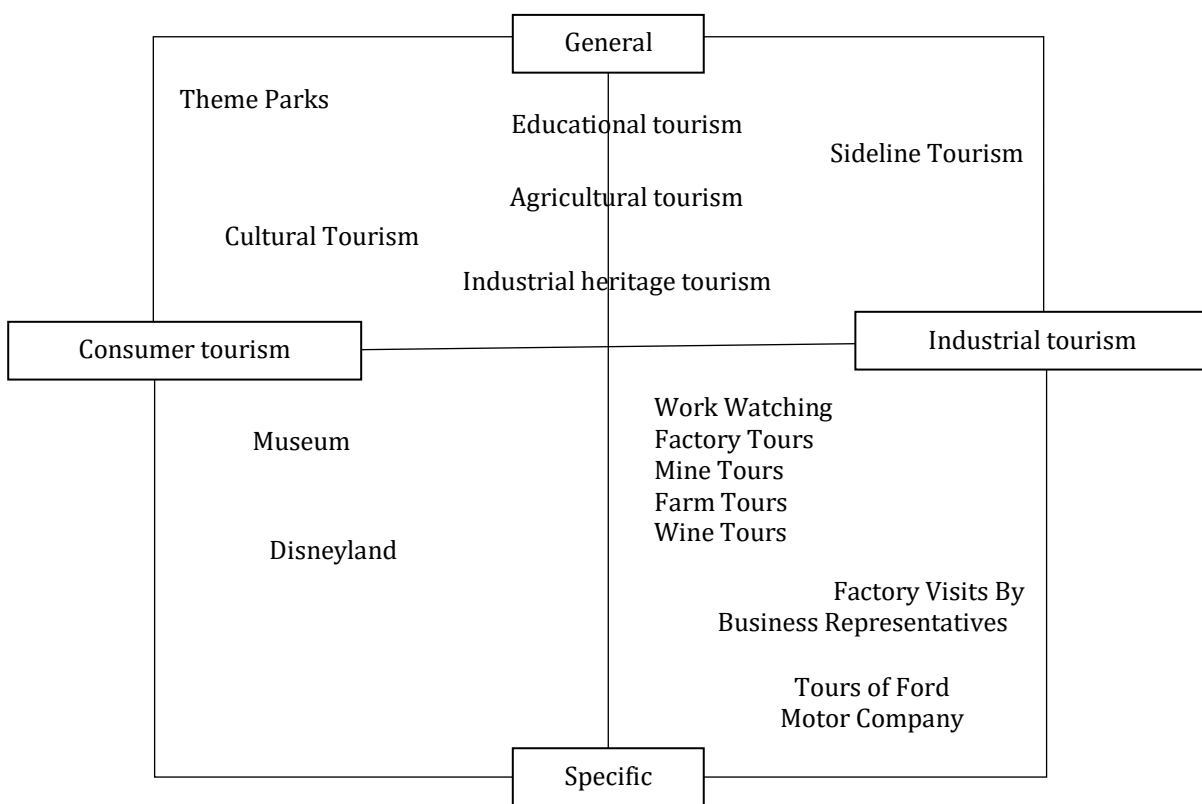 General
Theme Parks
Educational tourism
Sideline Tourism
Agricultural tourism
Cultural Tourism
Industrial heritage tourism
Consumer tourism
Industrial tourism
Work Watching
Factory Tours
Mine Tours
Farm Tours
Wine Tours
Museum
Disneyland
Factory Visits By
Business Representatives
Tours of Ford
Motor Company
Specific